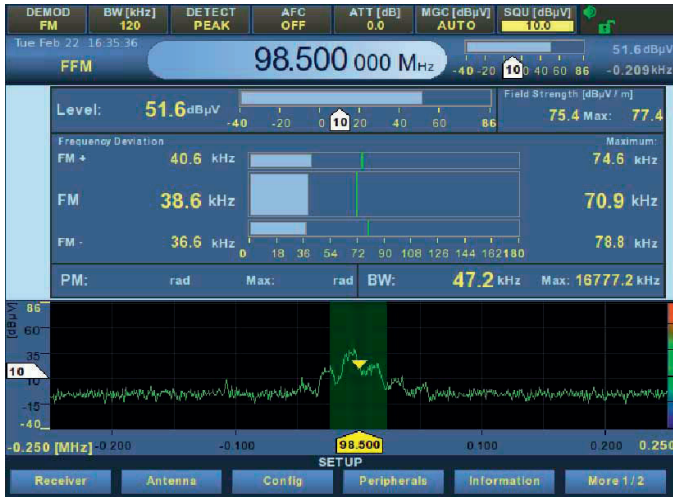 DEMOD BW[kHz] DETECT AFC ATT [dB] MGC [dBµV] SQU [dBµV]
FM 120 PEAK OFF 0.0 AUTO 10.0
Tue Feb 22 16:35:36
FFM 98.500 000 MHz
51.6 dBµV
-40 -20 10 40 60 86 -0.209 kHz
Level: 51.6 dBµV
-40 -20 0 10 20 40 60 86
Field Strength [dBµV / m]
75.4 Max: 77.4
Frequency Deviation Maximum:
FM + 40.6 kHz 74.6 kHz
FM 38.6 kHz 70.9 kHz
FM - 36.6 kHz 78.8 kHz
0 18 36 54 72 90 108 126 144 162 180
PM: rad Max: rad BW: 47.2 kHz Max: 16777.2 kHz
[dBµV]
86
60
35
10
10
-15
-40
-0.250 [MHz] -0.200 -0.100 98.500 0.100 0.200 0.250
SETUP
Receiver Antenna Config Peripherals Information More 1 / 2